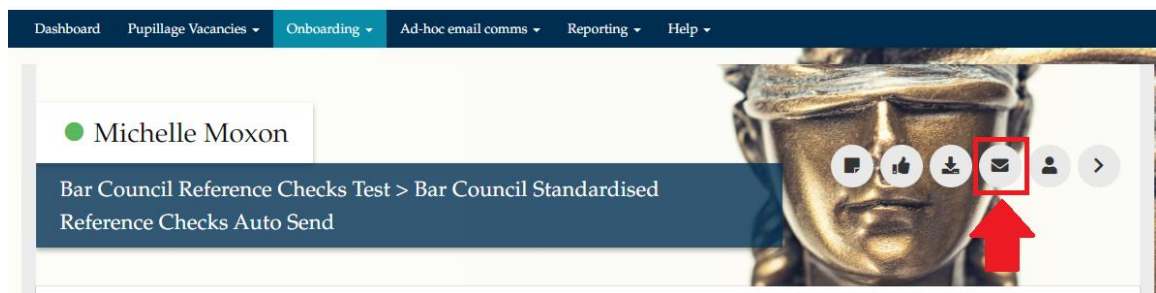 Dashboard Pupillage Vacancies Onboarding Ad-hoc email comms Reporting Help
Michelle Moxon
Bar Council Reference Checks Test > Bar Council Standardised
Reference Checks Auto Send